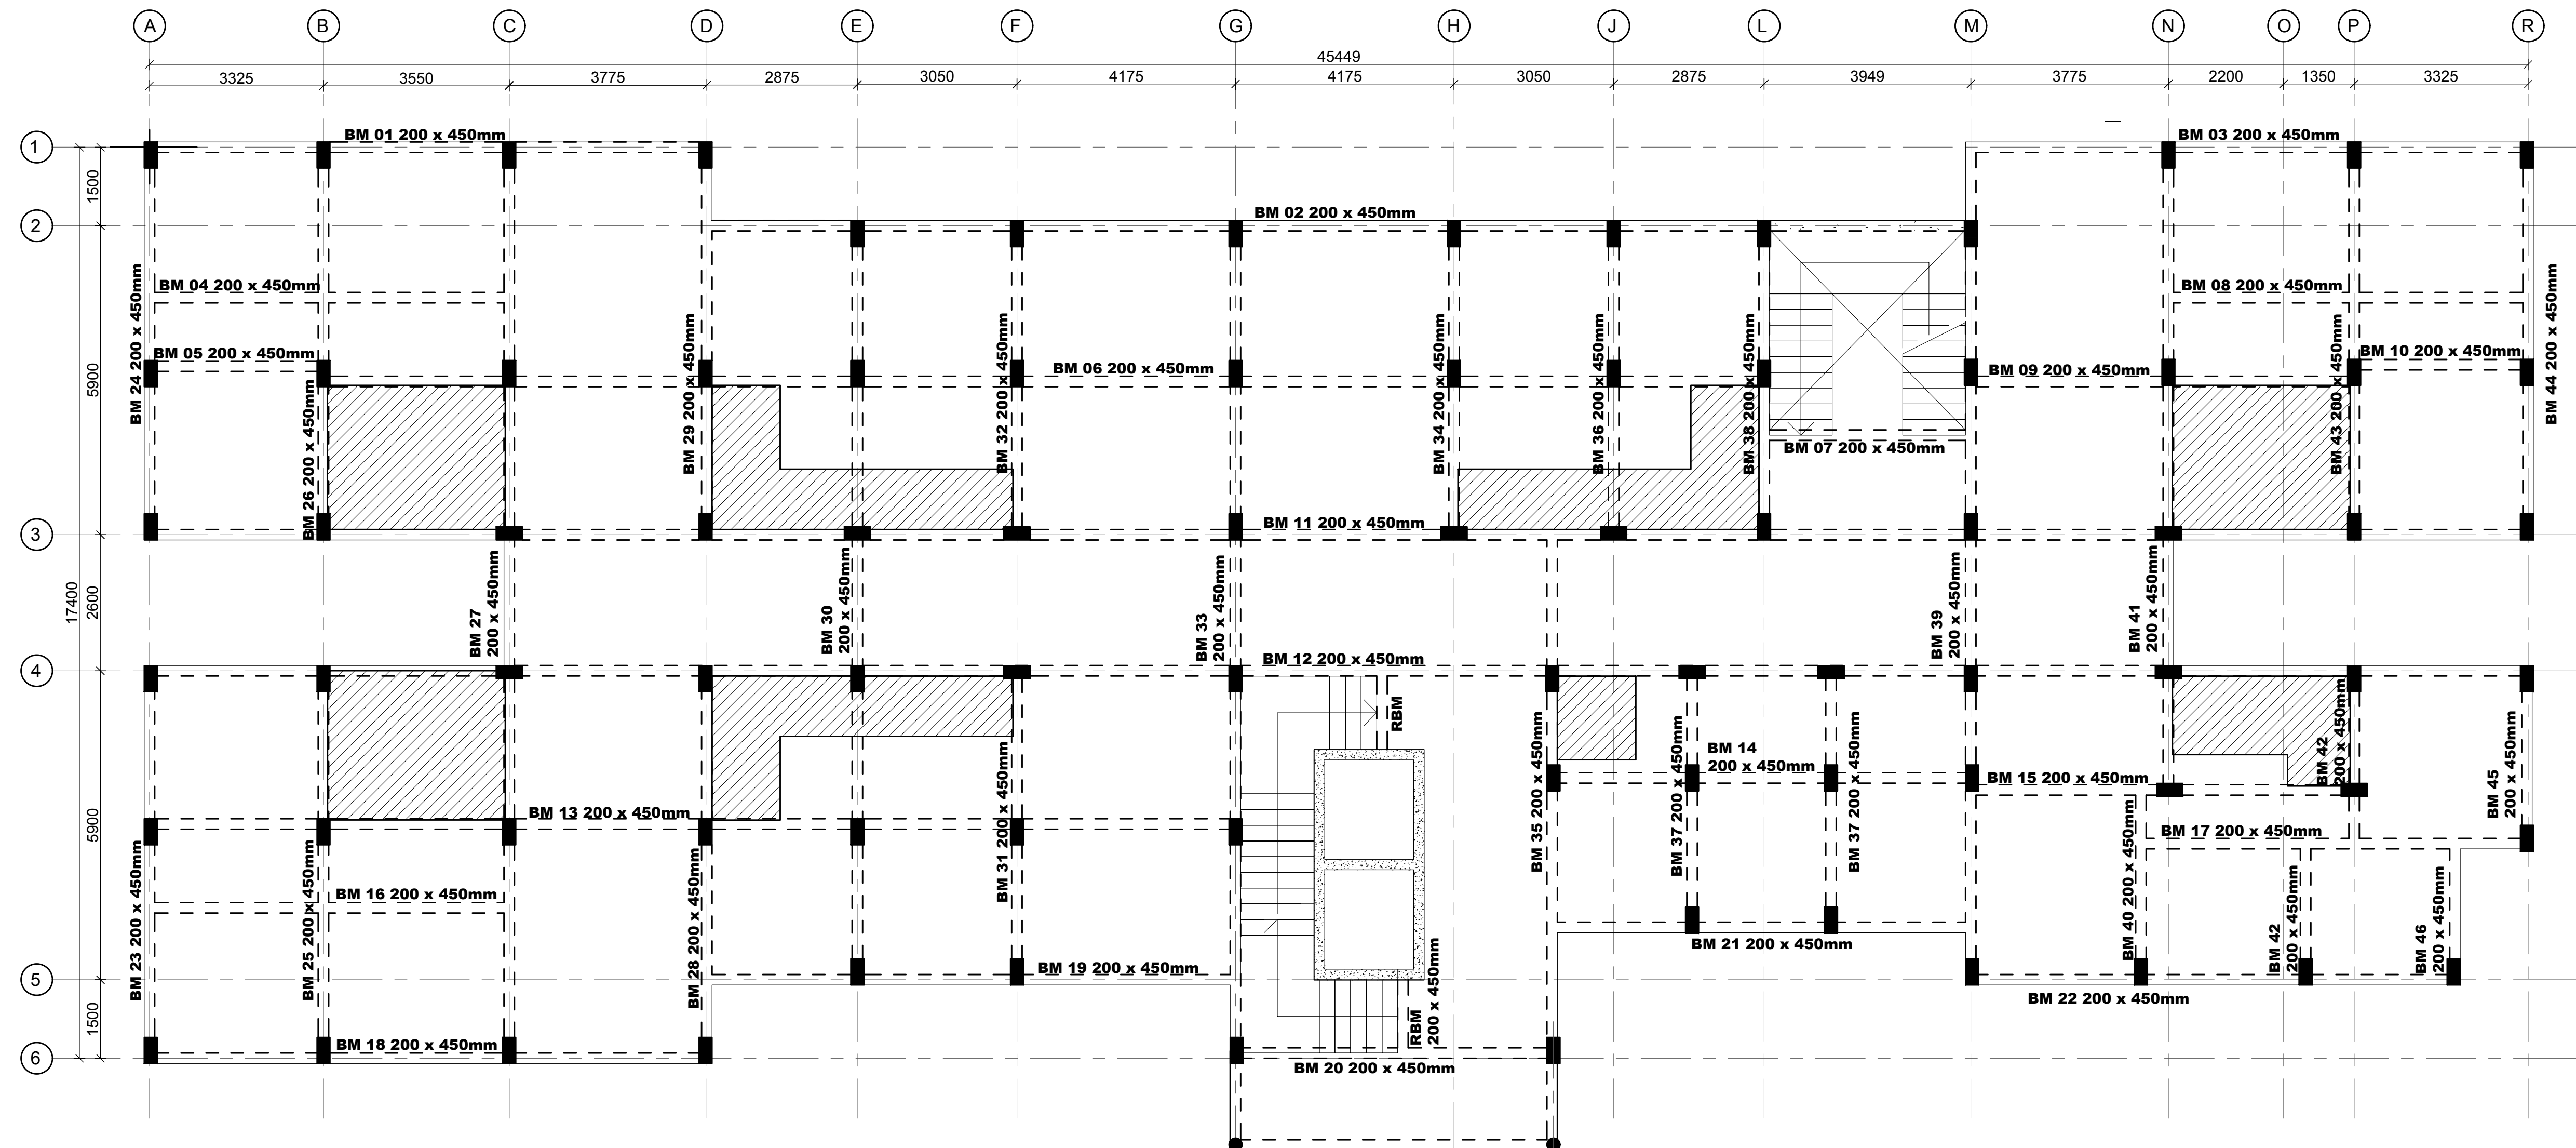 A B C D E F G H J L M N O P R
45449
3325 3550 3775 2875 3050 4175 4175 3050 2875 3949 3775 2200 1350 3325
1
BM 01 200 x 450mm
BM 03 200 x 450mm
1500
2
BM 02 200 x 450mm
BM 04 200 x 450mm
BM 08 200 x 450mm
BM 24 200 x 450mm
BM 05 200 x 450mm
BM 26 200 x 450mm
BM 29 200 x 450mm
BM 32 200 x 450mm
BM 06 200 x 450mm
BM 34 200 x 450mm
BM 36 200 x 450mm
BM 38 200 x 450mm
BM 07 200 x 450mm
BM 09 200 x 450mm
BM 43 200 x 450mm
BM 10 200 x 450mm
BM 44 200 x 450mm
5900
3
BM 11 200 x 450mm
17400
2600
BM 27
200 x 450mm
BM 30
200 x 450mm
BM 33
200 x 450mm
BM 39
200 x 450mm
BM 41
200 x 450mm
4
BM 12 200 x 450mm
RBM
BM 35 200 x 450mm
BM 37 200 x 450mm
BM 14
200 x 450mm
BM 37 200 x 450mm
BM 15 200 x 450mm
BM 42
200 x 450mm
BM 45
200 x 450mm
5900
BM 13 200 x 450mm
BM 31 200 x 450mm
BM 17 200 x 450mm
BM 23 200 x 450mm
BM 25 200 x 450mm
BM 16 200 x 450mm
BM 28 200 x 450mm
BM 19 200 x 450mm
BM 21 200 x 450mm
BM 40 200 x 450mm
BM 42
200 x 450mm
BM 46
200 x 450mm
5
BM 22 200 x 450mm
1500
RBM
200 x 450mm
6
BM 18 200 x 450mm
BM 20 200 x 450mm